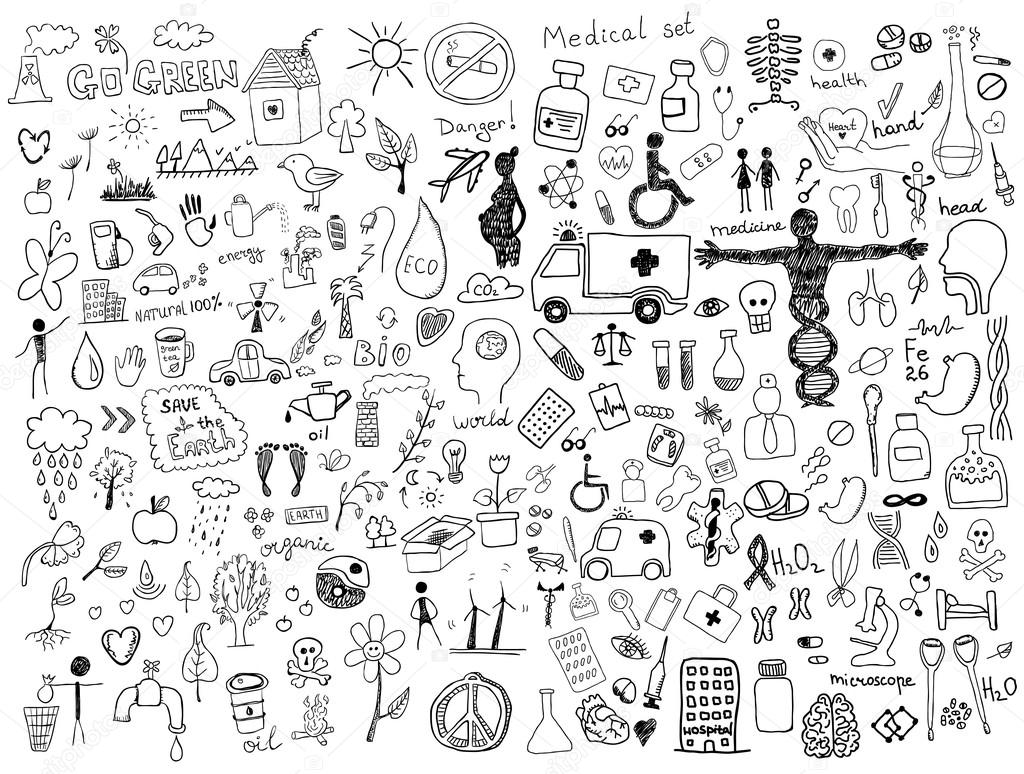 Medical set
GO GREEN
health
Danger!
Heart
hand
head
medicine
ECO
energy
CO2
NATURAL 100%
green
tea
Bio
Fe
26
SAVE
the
Earth
oil
world
EARTH
organic
H2O2
microscope
H2O
Hospital
oil
depositphotos